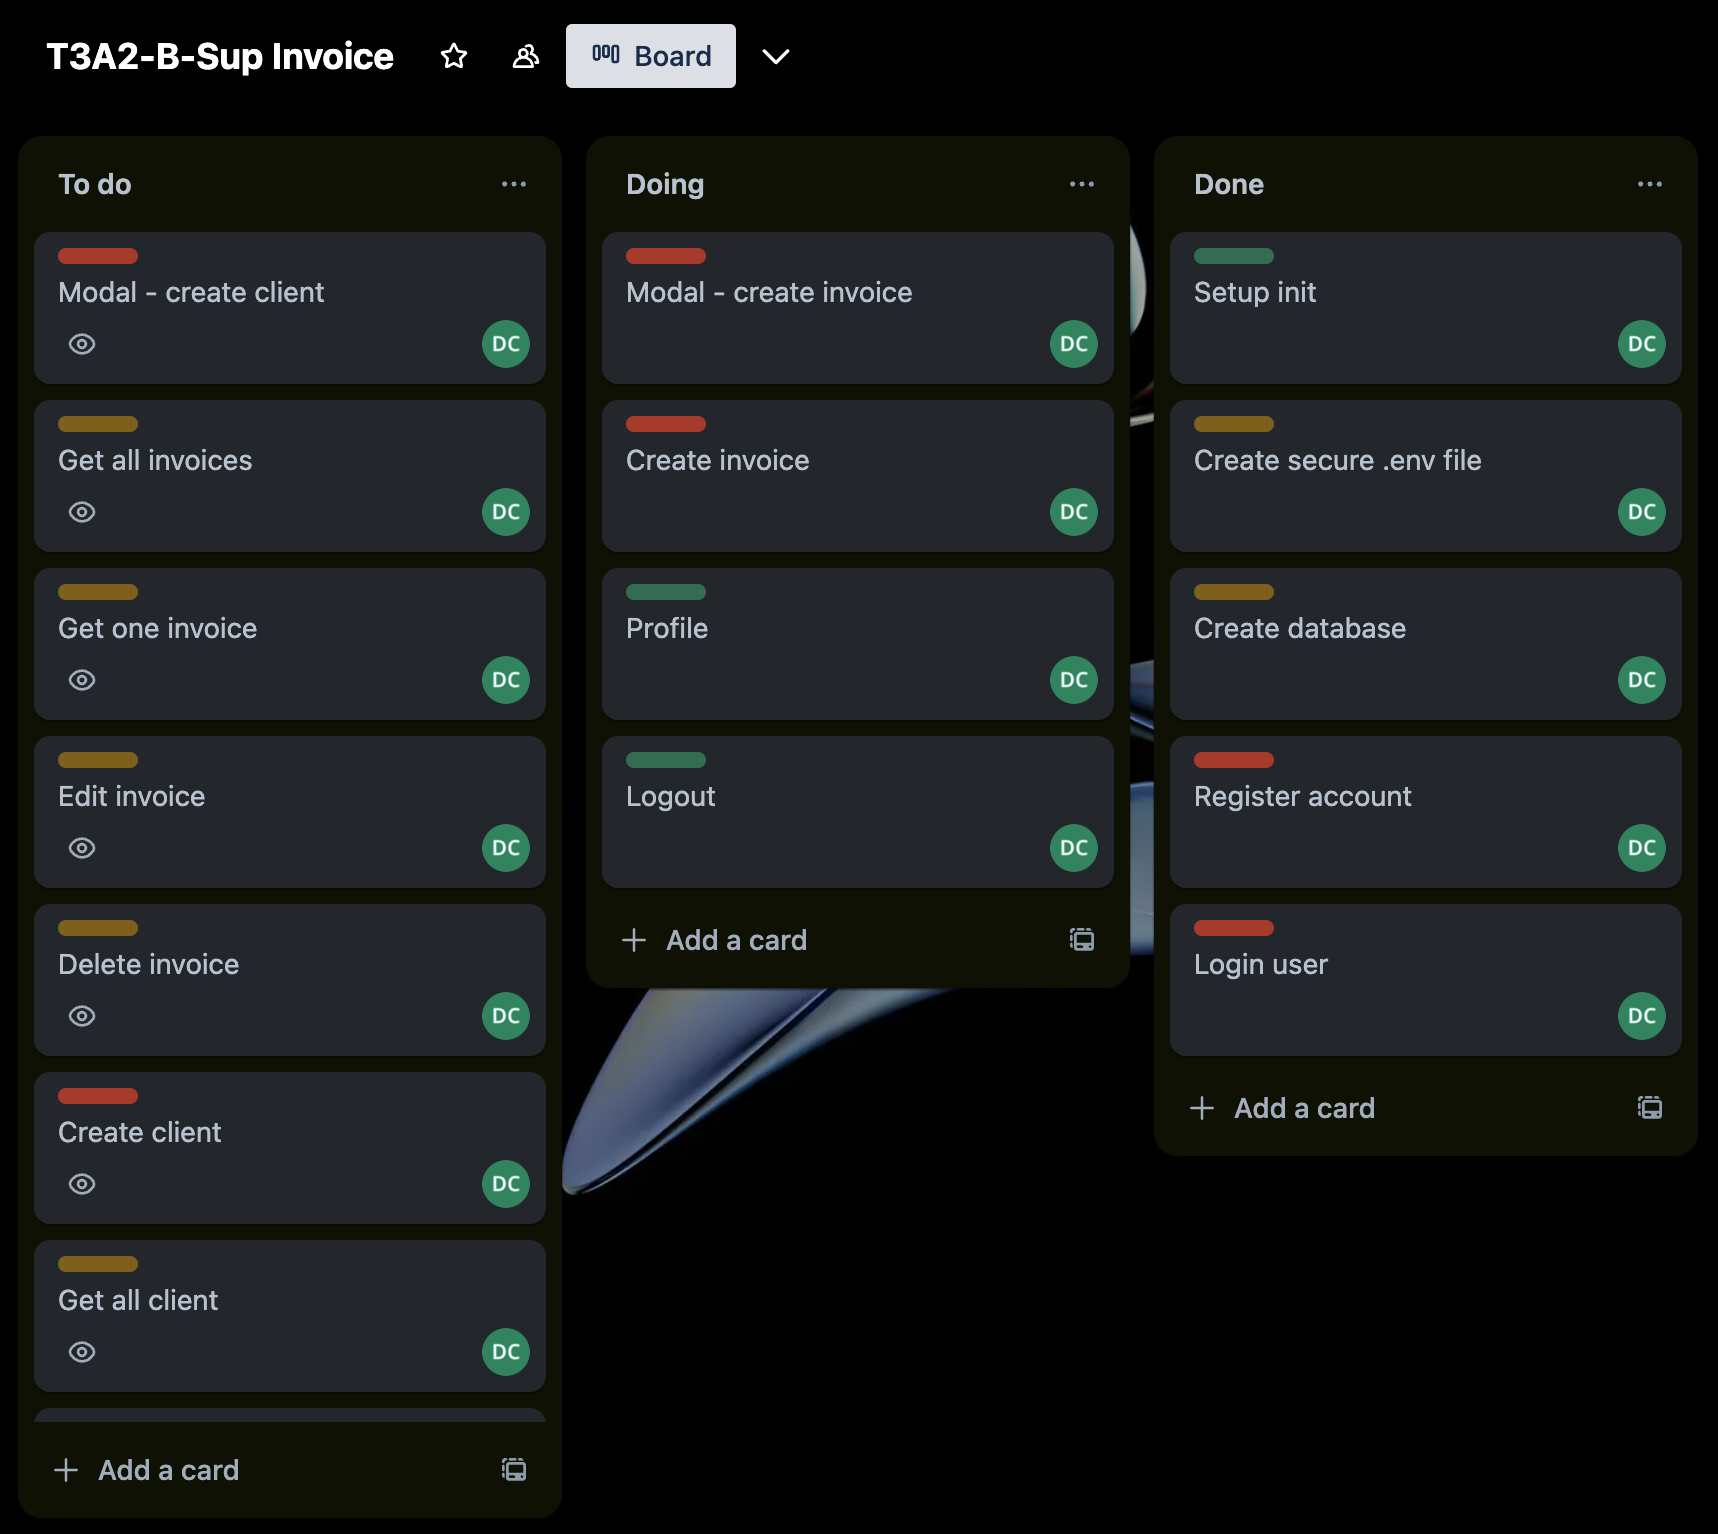 T3A2-B-Sup Invoice
Board
To do
Modal - create client
DC
Get all invoices
DC
Get one invoice
DC
Edit invoice
DC
Delete invoice
DC
Create client
DC
Get all client
DC
Add a card
Doing
Modal - create invoice
DC
Create invoice
DC
Profile
DC
Logout
DC
Add a card
Done
Setup init
DC
Create secure .env file
DC
Create database
DC
Register account
DC
Login user
DC
Add a card